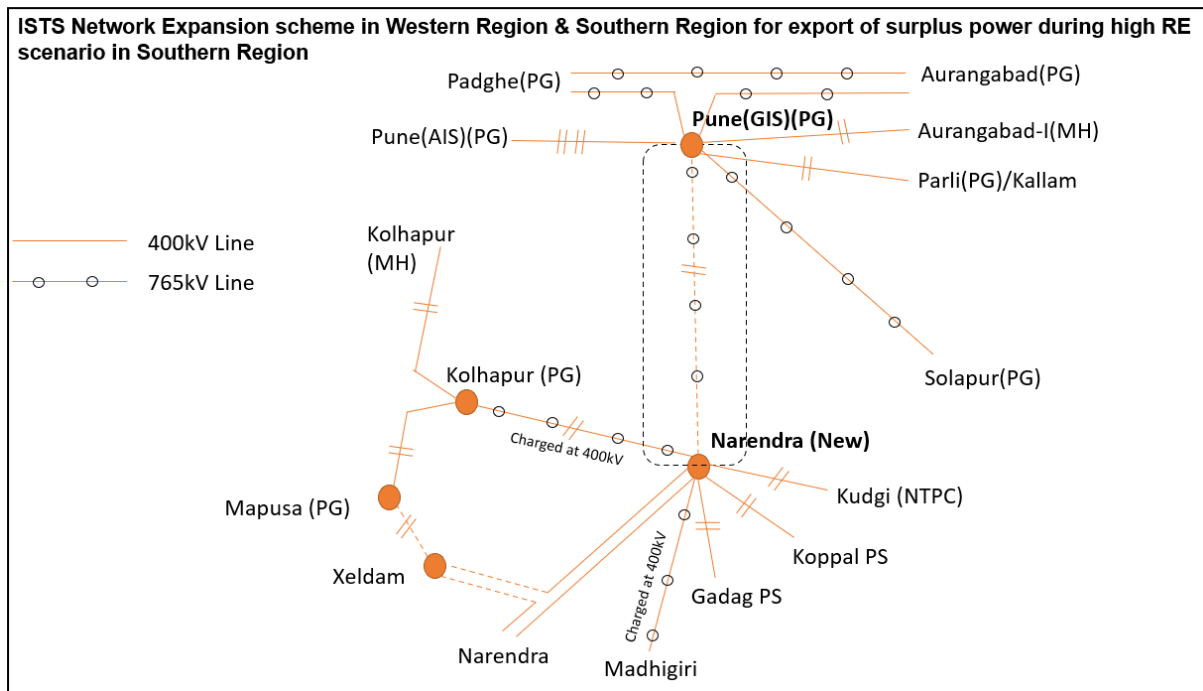 ISTS Network Expansion scheme in Western Region & Southern Region for export of surplus power during high RE
scenario in Southern Region
Padghe(PG)
Aurangabad(PG)
Pune(GIS)(PG)
Pune(AIS)(PG)
Aurangabad-I(MH)
Parli(PG)/Kallam
400kV Line
765kV Line
Kolhapur
(MH)
Kolhapur (PG)
Solapur(PG)
Charged at 400kV
Narendra (New)
Kudgi (NTPC)
Mapusa (PG)
Koppal PS
Xeldam
Charged at 400kV
Gadag PS
Narendra
Madhigiri